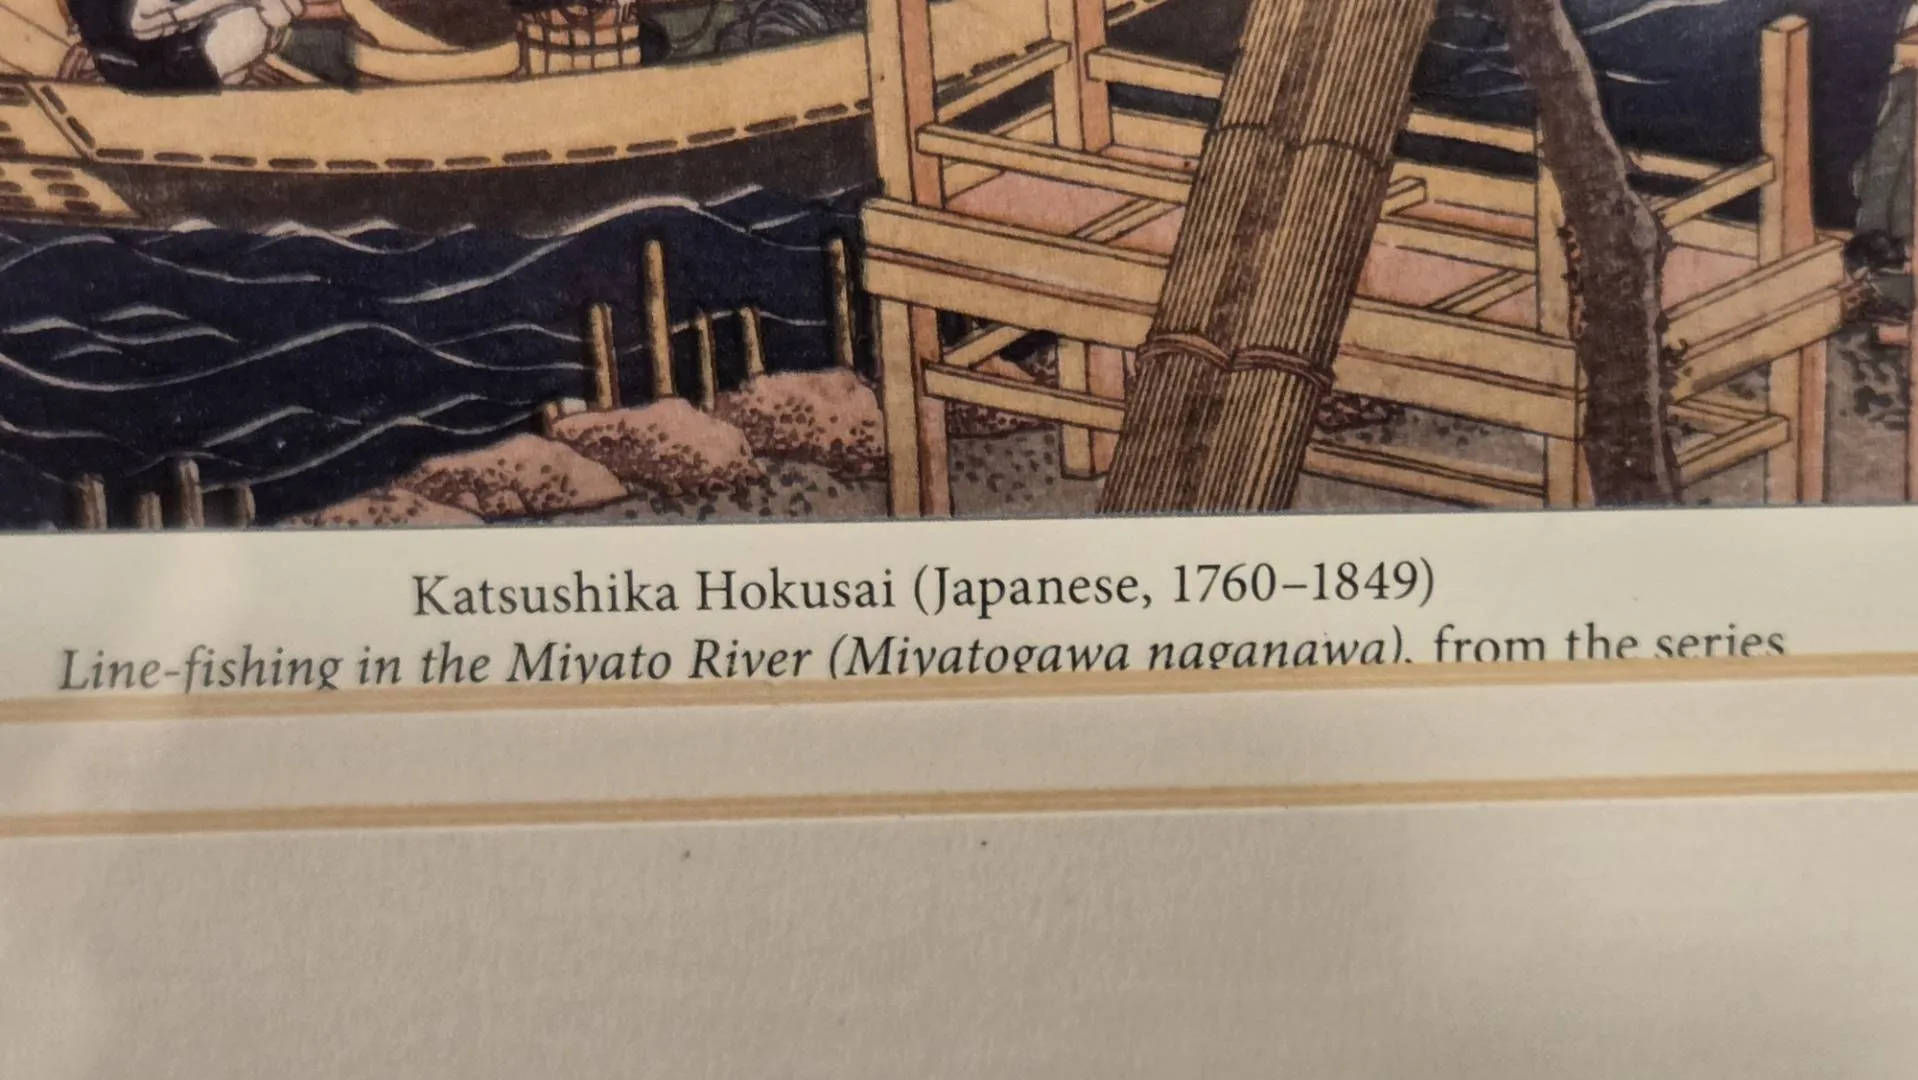 Katsushika Hokusai (Japanese, 1760–1849)
Line-fishing in the Miyato River (Miyatogawa naganawa), from the series